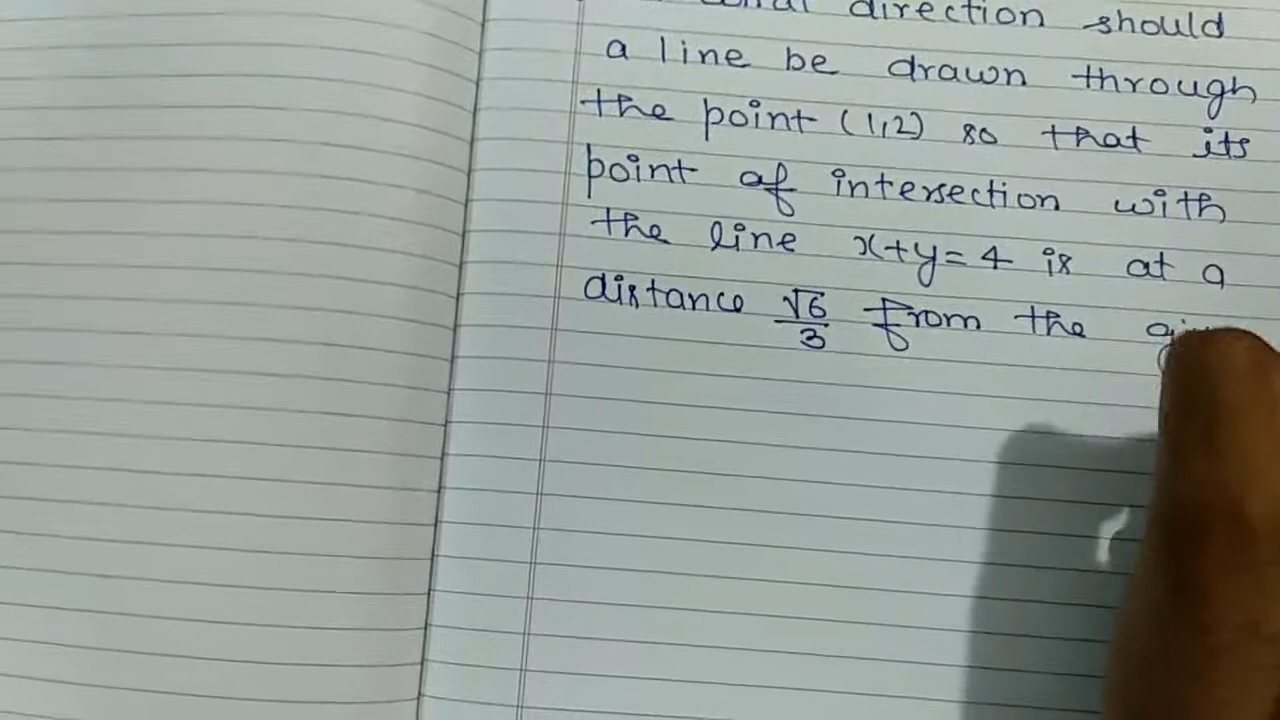 direction should
a line be drawn through
the point (1,2) so that its
point of intersection with
the line x+y=4 is at a
distance √6/3 from the